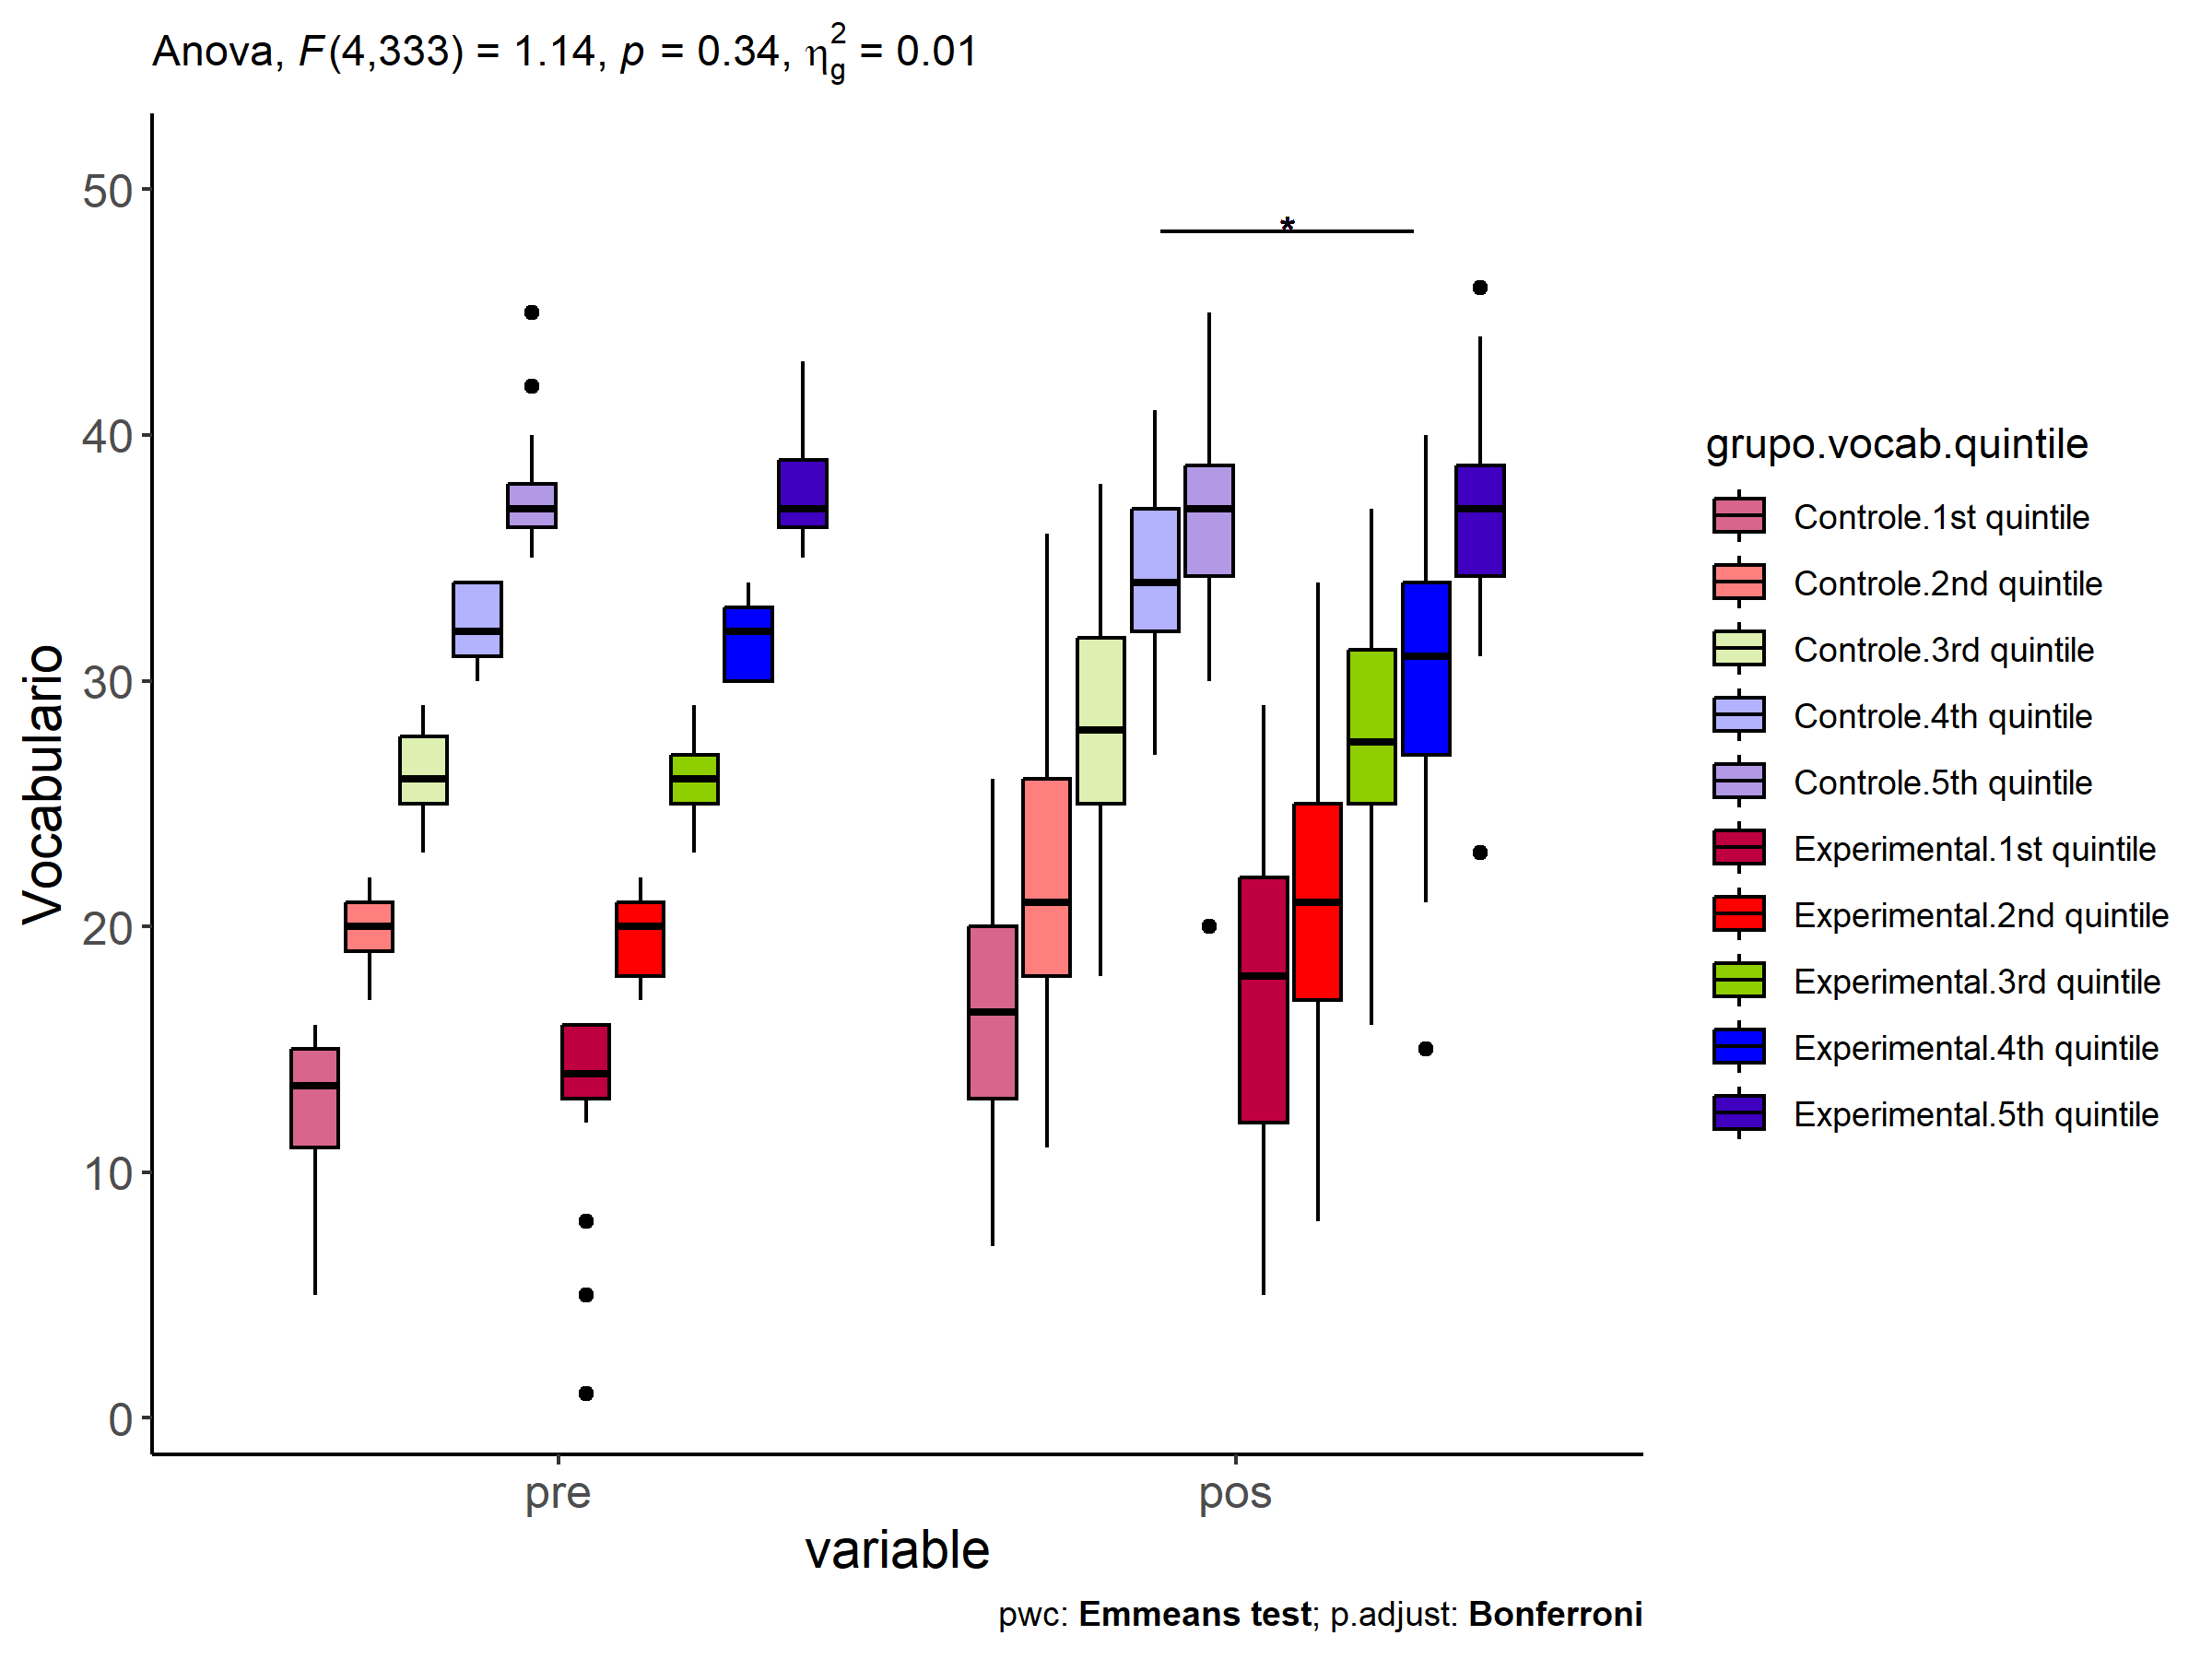 Anova, F(4,333) = 1.14, p = 0.34, η²g = 0.01
50
40
30
20
10
0
Vocabulario
*
pre
pos
variable
grupo.vocab.quintile
Controle.1st quintile
Controle.2nd quintile
Controle.3rd quintile
Controle.4th quintile
Controle.5th quintile
Experimental.1st quintile
Experimental.2nd quintile
Experimental.3rd quintile
Experimental.4th quintile
Experimental.5th quintile
pwc: Emmeans test; p.adjust: Bonferroni